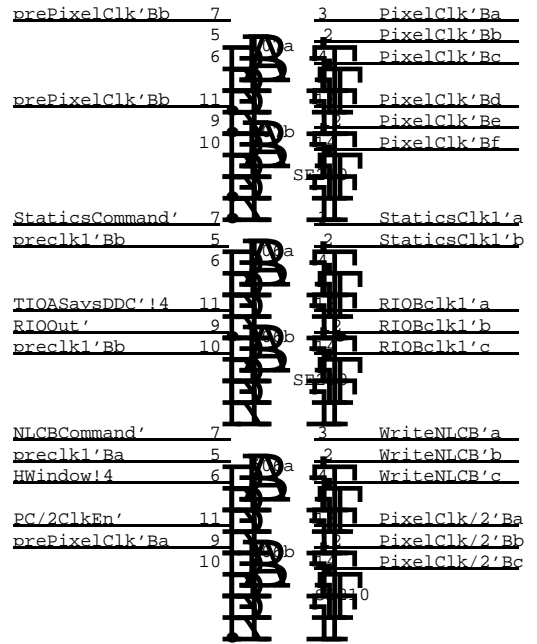 prePixelClk'Bb 7 3 PixelClk'Ba
5 2 PixelClk'Bb
6 PixelClk'Bc
prePixelClk'Bb 11 PixelClk'Bd
9 PixelClk'Be
10 PixelClk'Bf
StaticsCommand' 7 StaticsClk1'a
preclk1'Bb 5 2 StaticsClk1'b
6
TIOASaysDDC'!4 11 RIOBclk1'a
RIOOut' 9 RIOBclk1'b
preclk1'Bb 10 RIOBclk1'c
NLCBCommand' 7 3 WriteNLCB'a
preclk1'Ba 5 2 WriteNLCB'b
HWindow!4 6 WriteNLCB'c
PC/2ClkEn' 11 PixelClk/2'Ba
prePixelClk'Ba 9 PixelClk/2'Bb
10 PixelClk/2'Bc